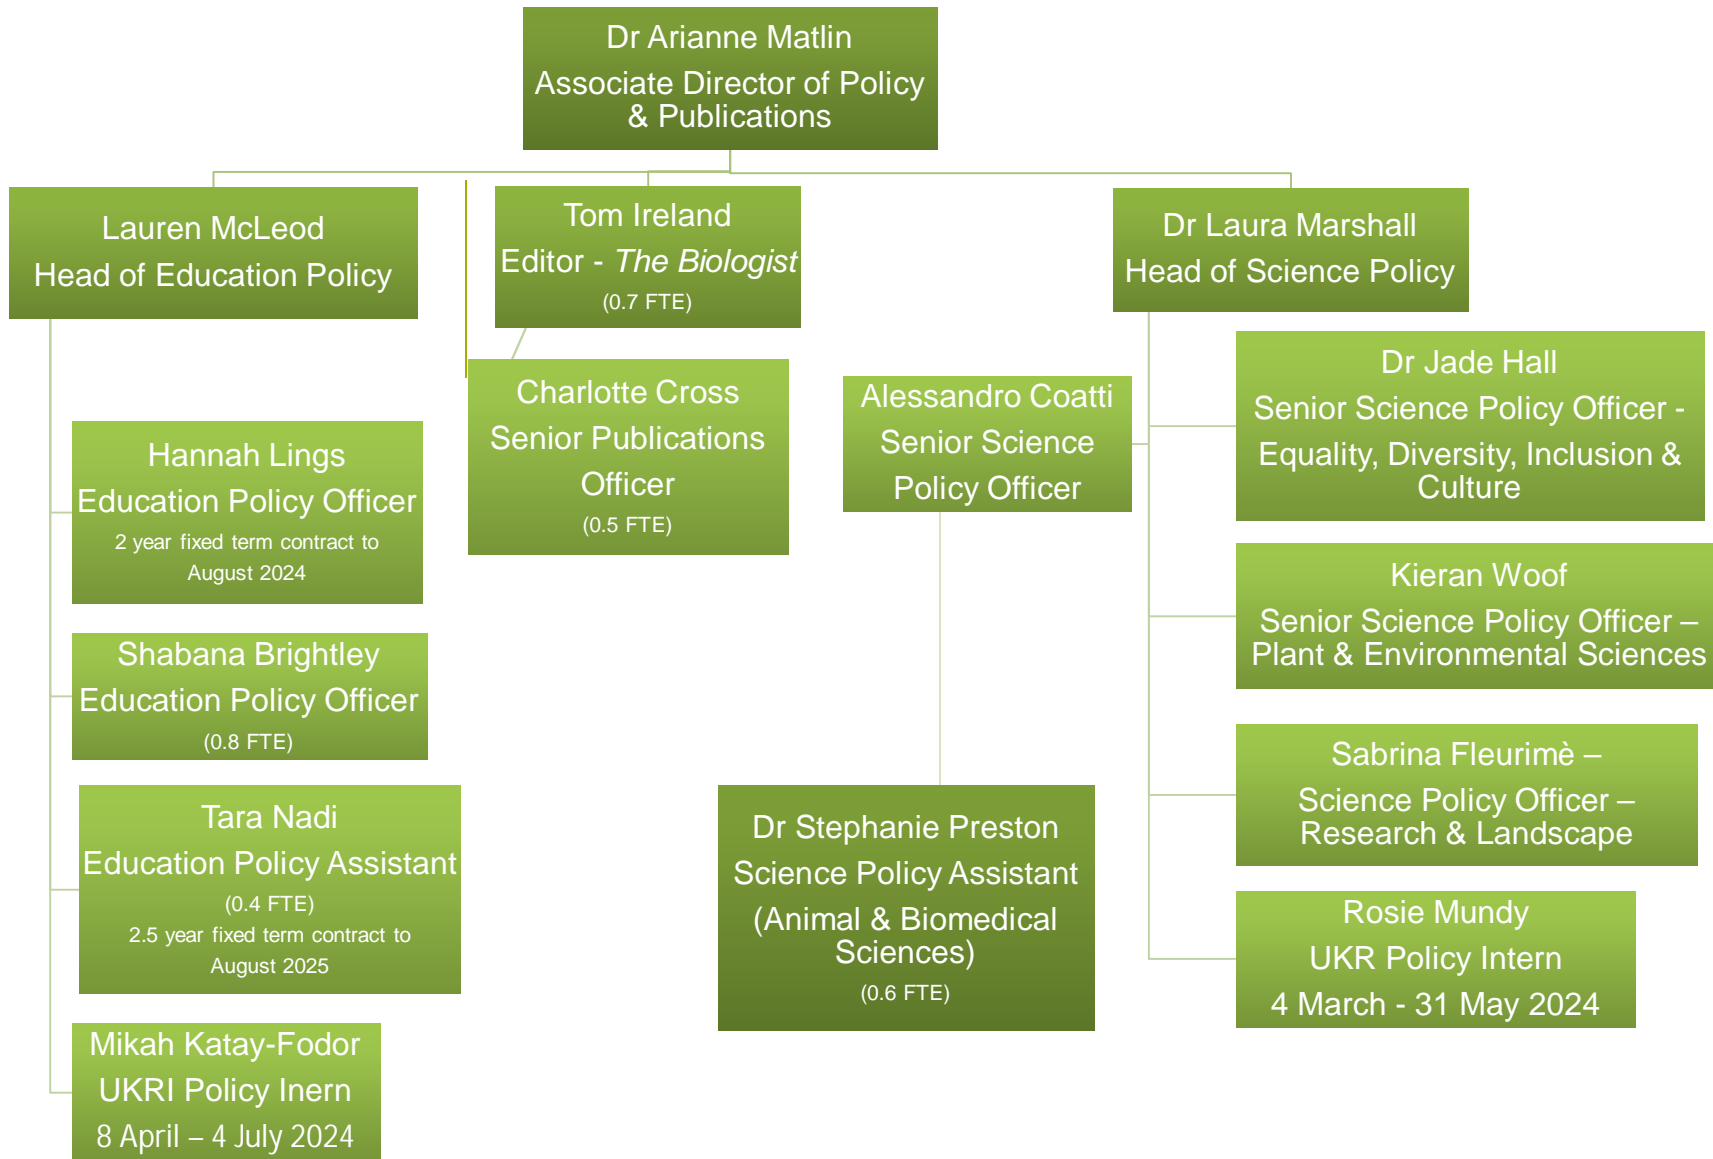 Dr Arianne Matlin
Associate Director of Policy
& Publications
Lauren McLeod
Head of Education Policy
Tom Ireland
Editor - The Biologist
(0.7 FTE)
Dr Laura Marshall
Head of Science Policy
Hannah Lings
Education Policy Officer
2 year fixed term contract to
August 2024
Shabana Brightley
Education Policy Officer
(0.8 FTE)
Tara Nadi
Education Policy Assistant
(0.4 FTE)
2.5 year fixed term contract to
August 2025
Mikah Katay-Fodor
UKRI Policy Inern
8 April – 4 July 2024
Charlotte Cross
Senior Publications
Officer
(0.5 FTE)
Alessandro Coatti
Senior Science
Policy Officer
Dr Stephanie Preston
Science Policy Assistant
(Animal & Biomedical
Sciences)
(0.6 FTE)
Dr Jade Hall
Senior Science Policy Officer -
Equality, Diversity, Inclusion &
Culture
Kieran Woof
Senior Science Policy Officer –
Plant & Environmental Sciences
Sabrina Fleurimè –
Science Policy Officer –
Research & Landscape
Rosie Mundy
UKR Policy Intern
4 March - 31 May 2024